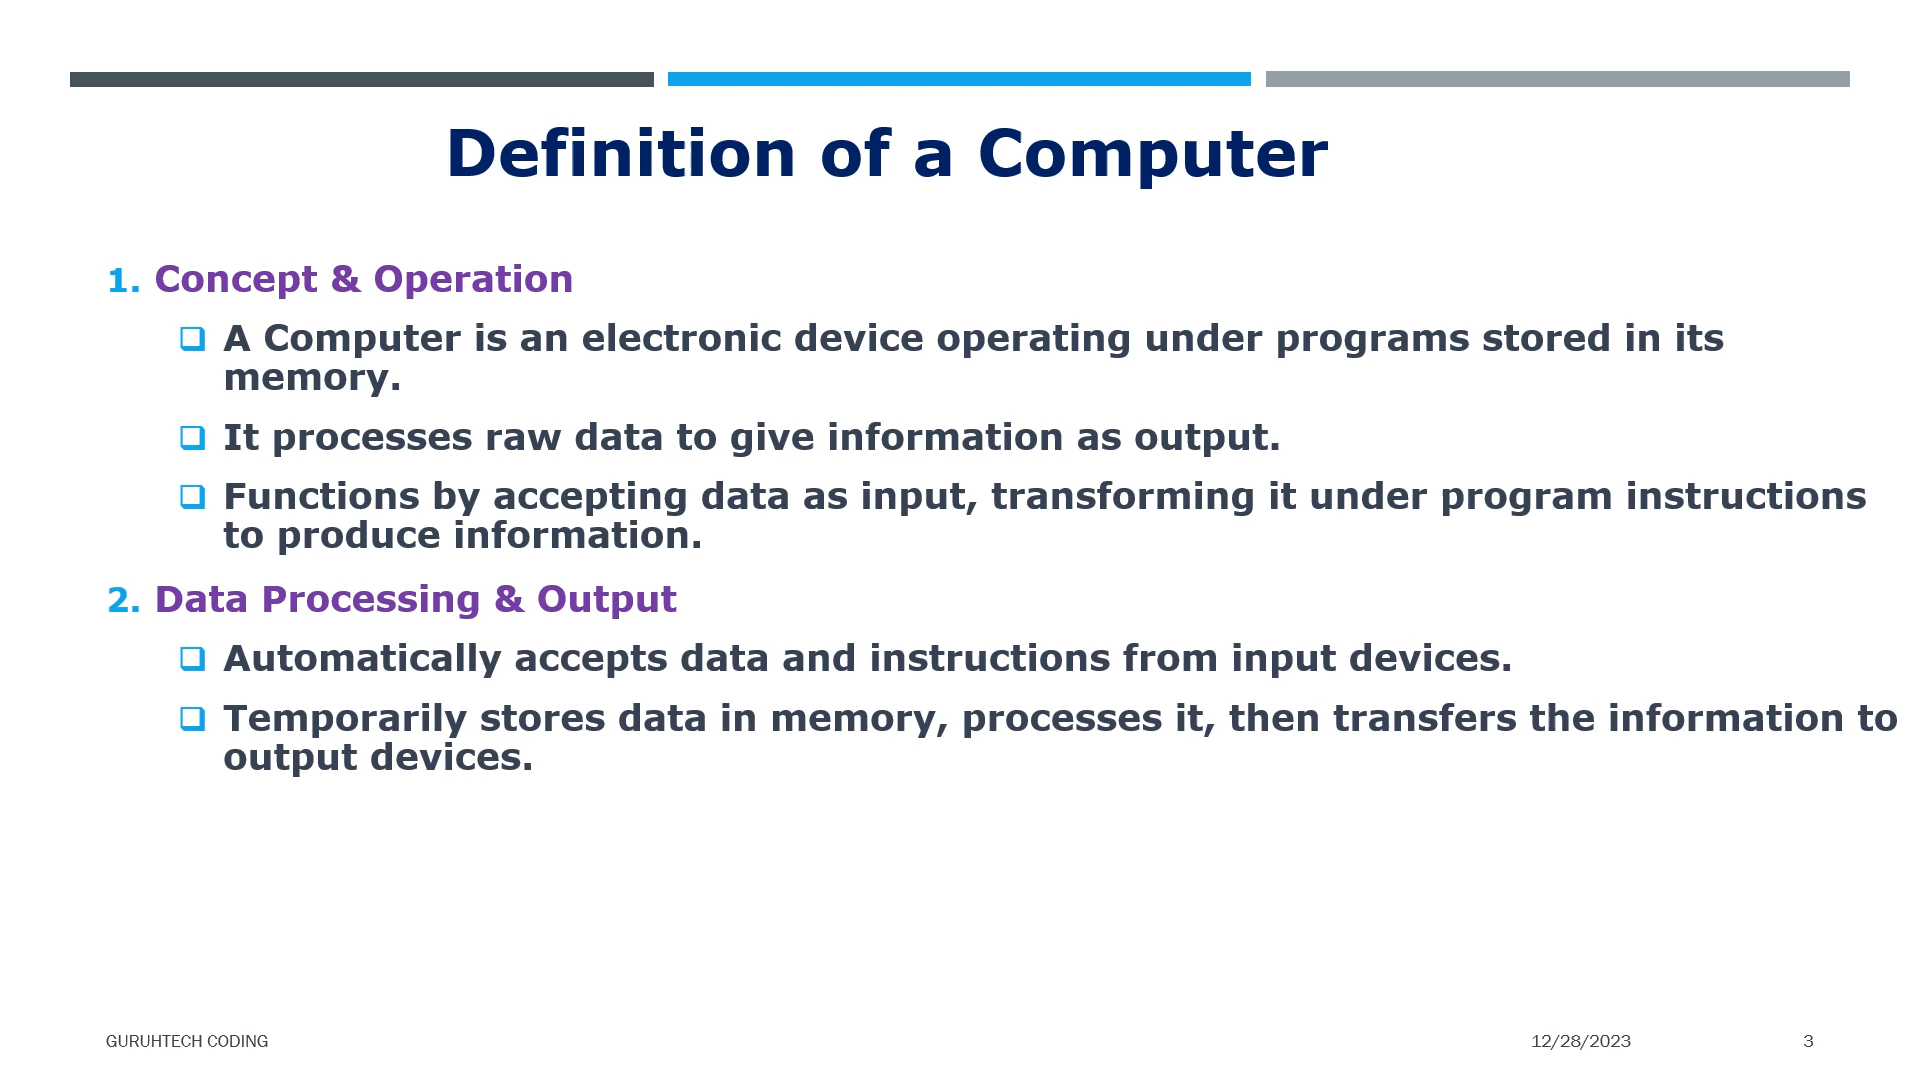 Definition of a Computer
1. Concept & Operation
❑ A Computer is an electronic device operating under programs stored in its
memory.
❑ It processes raw data to give information as output.
❑ Functions by accepting data as input, transforming it under program instructions
to produce information.
2. Data Processing & Output
❑ Automatically accepts data and instructions from input devices.
❑ Temporarily stores data in memory, processes it, then transfers the information to
output devices.
GURUHTECH CODING
12/28/2023
3